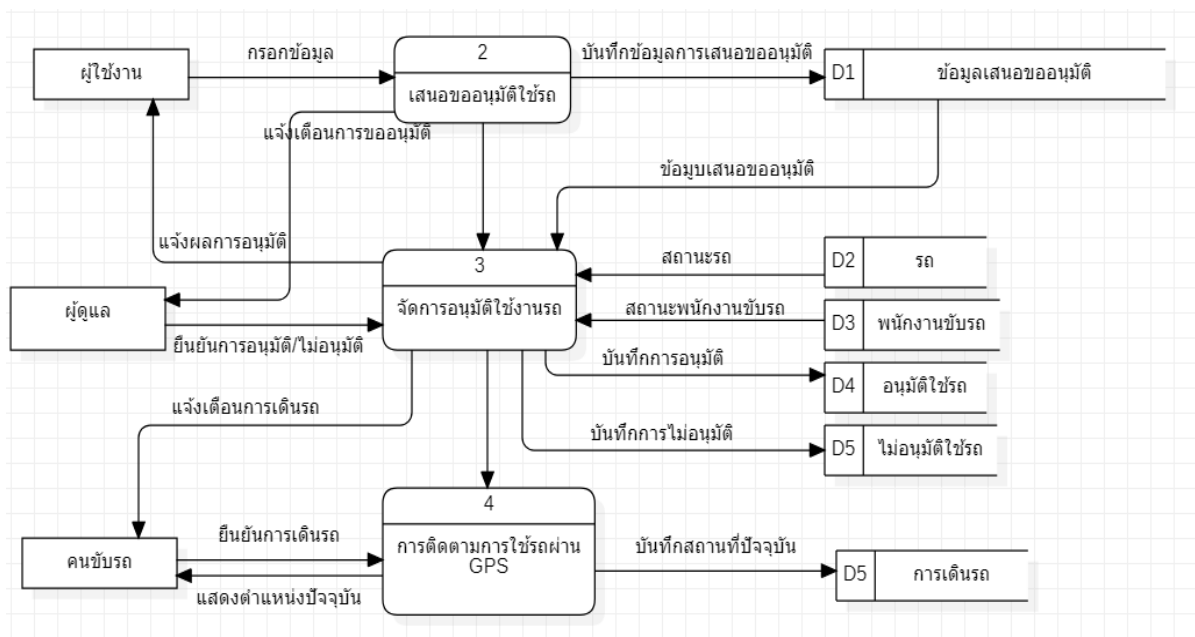 กรอกข้อมูล
2
บันทึกข้อมูลการเสนอขออนุมัติ
ผู้ใช้งาน
เสนอขออนุมัติใช้รถ
D1
ข้อมูลเสนอขออนุมัติ
แจ้งเตือนการขออนุมัติ
ข้อมูบเสนอขออนุมัติ
แจ้งผลการอนุมัติ
3
สถานะรถ
D2
รถ
ผู้ดูแล
จัดการอนุมัติใช้งานรถ
สถานะพนักงานขับรถ
D3
พนักงานขับรถ
ยืนยันการอนุมัติ/ไม่อนุมัติ
บันทึกการอนุมัติ
D4
อนุมัติใช้รถ
แจ้งเตือนการเดินรถ
บันทึกการไม่อนุมัติ
D5
ไม่อนุมัติใช้รถ
4
คนขับรถ
ยืนยันการเดินรถ
การติดตามการใช้รถผ่าน
GPS
บันทึกสถานที่ปัจจุบัน
D5
การเดินรถ
แสดงตำแหน่งปัจจุบัน